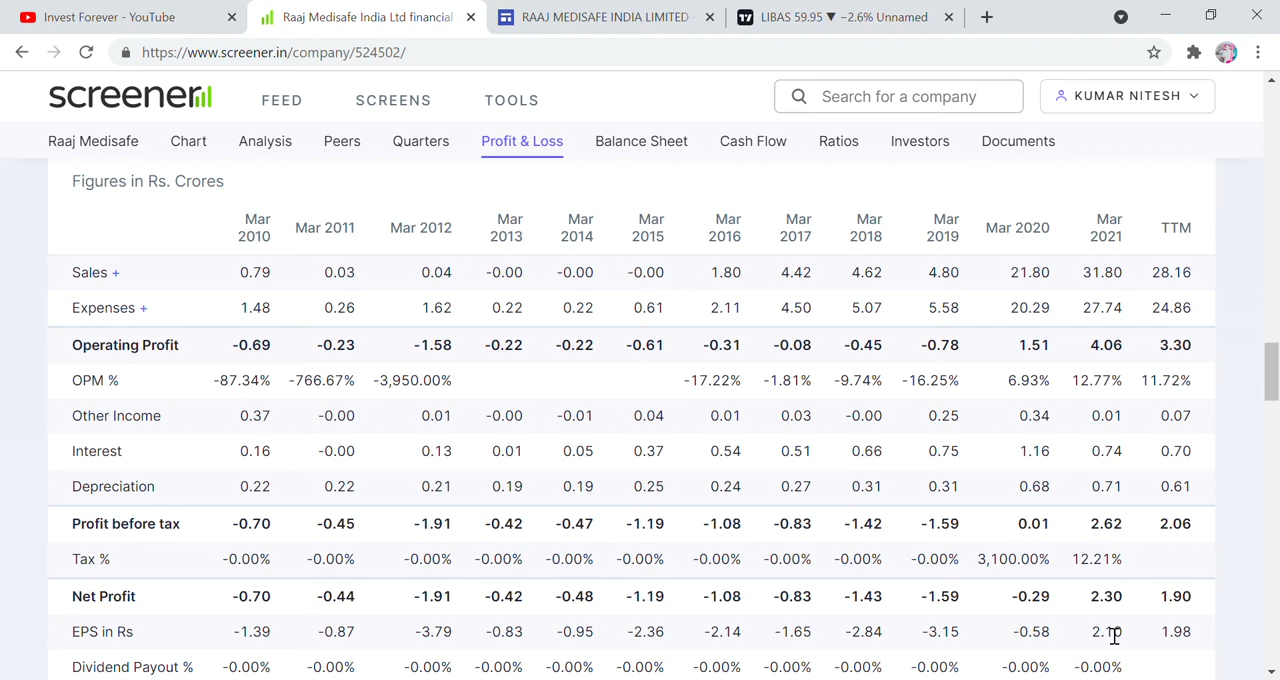 Invest Forever - YouTube
Raaj Medisafe India Ltd financial
RAAJ MEDISAFE INDIA LIMITED
LIBAS 59.95 ▼ −2.6% Unnamed
https://www.screener.in/company/524502/
screener
FEED SCREENS TOOLS
Search for a company
KUMAR NITESH
Raaj Medisafe Chart Analysis Peers Quarters Profit & Loss Balance Sheet Cash Flow Ratios Investors Documents
Figures in Rs. Crores
Mar 2010 Mar 2011 Mar 2012 Mar 2013 Mar 2014 Mar 2015 Mar 2016 Mar 2017 Mar 2018 Mar 2019 Mar 2020 Mar 2021 TTM
Sales + 0.79 0.03 0.04 -0.00 -0.00 -0.00 1.80 4.42 4.62 4.80 21.80 31.80 28.16
Expenses + 1.48 0.26 1.62 0.22 0.22 0.61 2.11 4.50 5.07 5.58 20.29 27.74 24.86
Operating Profit -0.69 -0.23 -1.58 -0.22 -0.22 -0.61 -0.31 -0.08 -0.45 -0.78 1.51 4.06 3.30
OPM % -87.34% -766.67% -3,950.00% -17.22% -1.81% -9.74% -16.25% 6.93% 12.77% 11.72%
Other Income 0.37 -0.00 0.01 -0.00 -0.01 0.04 0.01 0.03 -0.00 0.25 0.34 0.01 0.07
Interest 0.16 -0.00 0.13 0.01 0.05 0.37 0.54 0.51 0.66 0.75 1.16 0.74 0.70
Depreciation 0.22 0.22 0.21 0.19 0.19 0.25 0.24 0.27 0.31 0.31 0.68 0.71 0.61
Profit before tax -0.70 -0.45 -1.91 -0.42 -0.47 -1.19 -1.08 -0.83 -1.42 -1.59 0.01 2.62 2.06
Tax % -0.00% -0.00% -0.00% -0.00% -0.00% -0.00% -0.00% -0.00% -0.00% -0.00% 3,100.00% 12.21%
Net Profit -0.70 -0.44 -1.91 -0.42 -0.48 -1.19 -1.08 -0.83 -1.43 -1.59 -0.29 2.30 1.90
EPS in Rs -1.39 -0.87 -3.79 -0.83 -0.95 -2.36 -2.14 -1.65 -2.84 -3.15 -0.58 1.98
Dividend Payout % -0.00% -0.00% -0.00% -0.00% -0.00% -0.00% -0.00% -0.00% -0.00% -0.00% -0.00% -0.00%